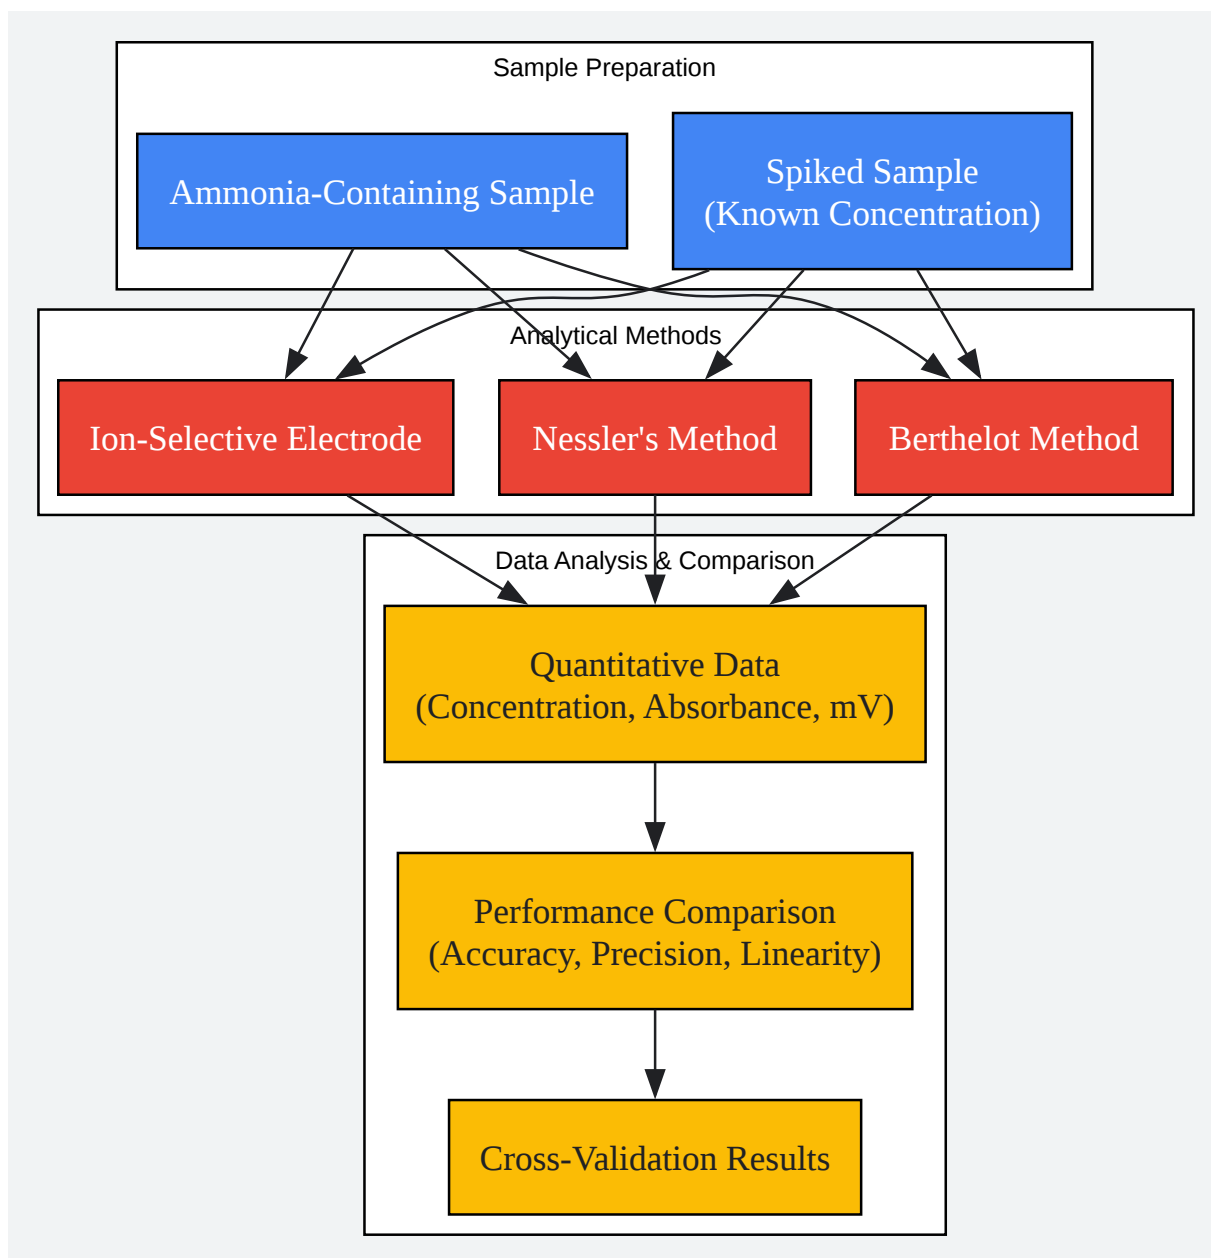 Sample Preparation
Ammonia-Containing Sample
Spiked Sample
(Known Concentration)
Analytical Methods
Ion-Selective Electrode
Nessler's Method
Berthelot Method
Data Analysis & Comparison
Quantitative Data
(Concentration, Absorbance, mV)
Performance Comparison
(Accuracy, Precision, Linearity)
Cross-Validation Results